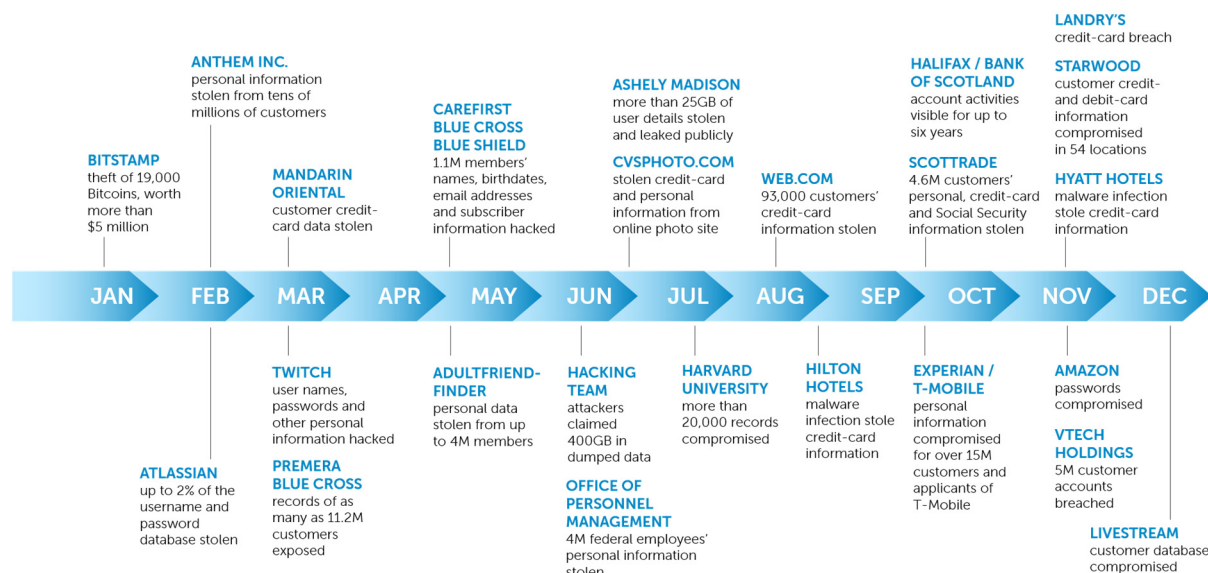 ANTHEM INC.
personal information
stolen from tens of
millions of customers
BITSTAMP
theft of 19,000
Bitcoins, worth
more than
$5 million
MANDARIN
ORIENTAL
customer credit-
card data stolen
CAREFIRST
BLUE CROSS
BLUE SHIELD
1.1M members’
names, birthdates,
email addresses
and subscriber
information hacked
ASHELY MADISON
more than 25GB of
user details stolen
and leaked publicly
CVSPHOTO.COM
stolen credit-card
and personal
information from
online photo site
WEB.COM
93,000 customers’
credit-card
information stolen
HALIFAX / BANK
OF SCOTLAND
account activities
visible for up to
six years
SCOTTRADE
4.6M customers’
personal, credit-card
and Social Security
information stolen
LANDRY’S
credit-card breach
STARWOOD
customer credit-
and debit-card
information
compromised
in 54 locations
HYATT HOTELS
malware infection
stole credit-card
information
JAN
FEB
MAR
APR
MAY
JUN
JUL
AUG
SEP
OCT
NOV
DEC
ATLASSIAN
up to 2% of the
username and
password
database stolen
TWITCH
user names,
passwords and
other personal
information hacked
PREMERA
BLUE CROSS
records of as
many as 11.2M
customers
exposed
ADULTFRIEND-
FINDER
personal data
stolen from up
to 4M members
HACKING
TEAM
attackers
claimed
400GB in
dumped data
OFFICE OF
PERSONNEL
MANAGEMENT
4M federal employees’
personal information
stolen
HARVARD
UNIVERSITY
more than
20,000 records
compromised
HILTON
HOTELS
malware
infection stole
credit-card
information
EXPERIAN /
T-MOBILE
personal
information
compromised
for over 15M
customers and
applicants of
T-Mobile
AMAZON
passwords
compromised
VTECH
HOLDINGS
5M customer
accounts
breached
LIVESTREAM
customer database
compromised